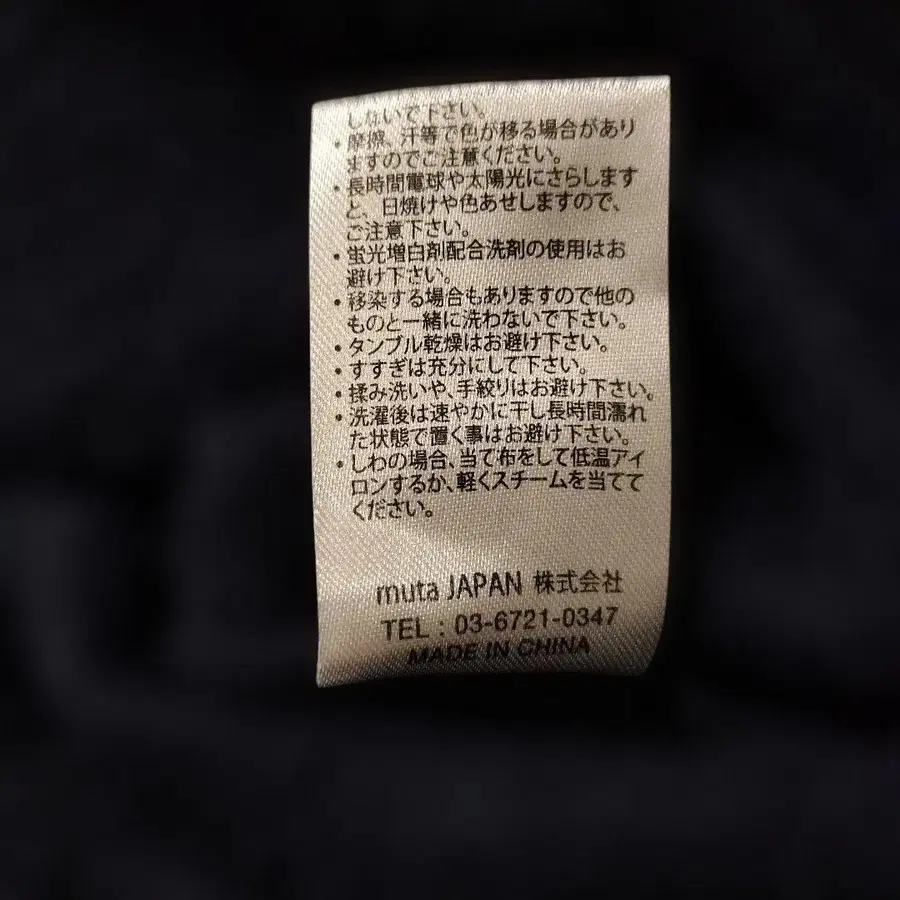 しないで下さい。
・摩擦、汗等で色が移る場合があり
ますのでご注意ください。
・長時間電球や太陽光にさらします
と、日焼けや色あせしますので、
ご注意下さい。
・蛍光増白剤配合洗剤の使用はお
避け下さい。
・移染する場合もありますので他の
ものと一緒に洗わないで下さい。
・タンブル乾燥はお避け下さい。
・すすぎは充分にして下さい。
・揉み洗いや、手絞りはお避け下さい。
・洗濯後は速やかに干し長時間濡れ
た状態で置く事はお避け下さい。
・しわの場合、当て布をして低温アイ
ロンするか、軽くスチームを当てて
ください。
muta JAPAN 株式会社
TEL : 03-6721-0347
MADE IN CHINA